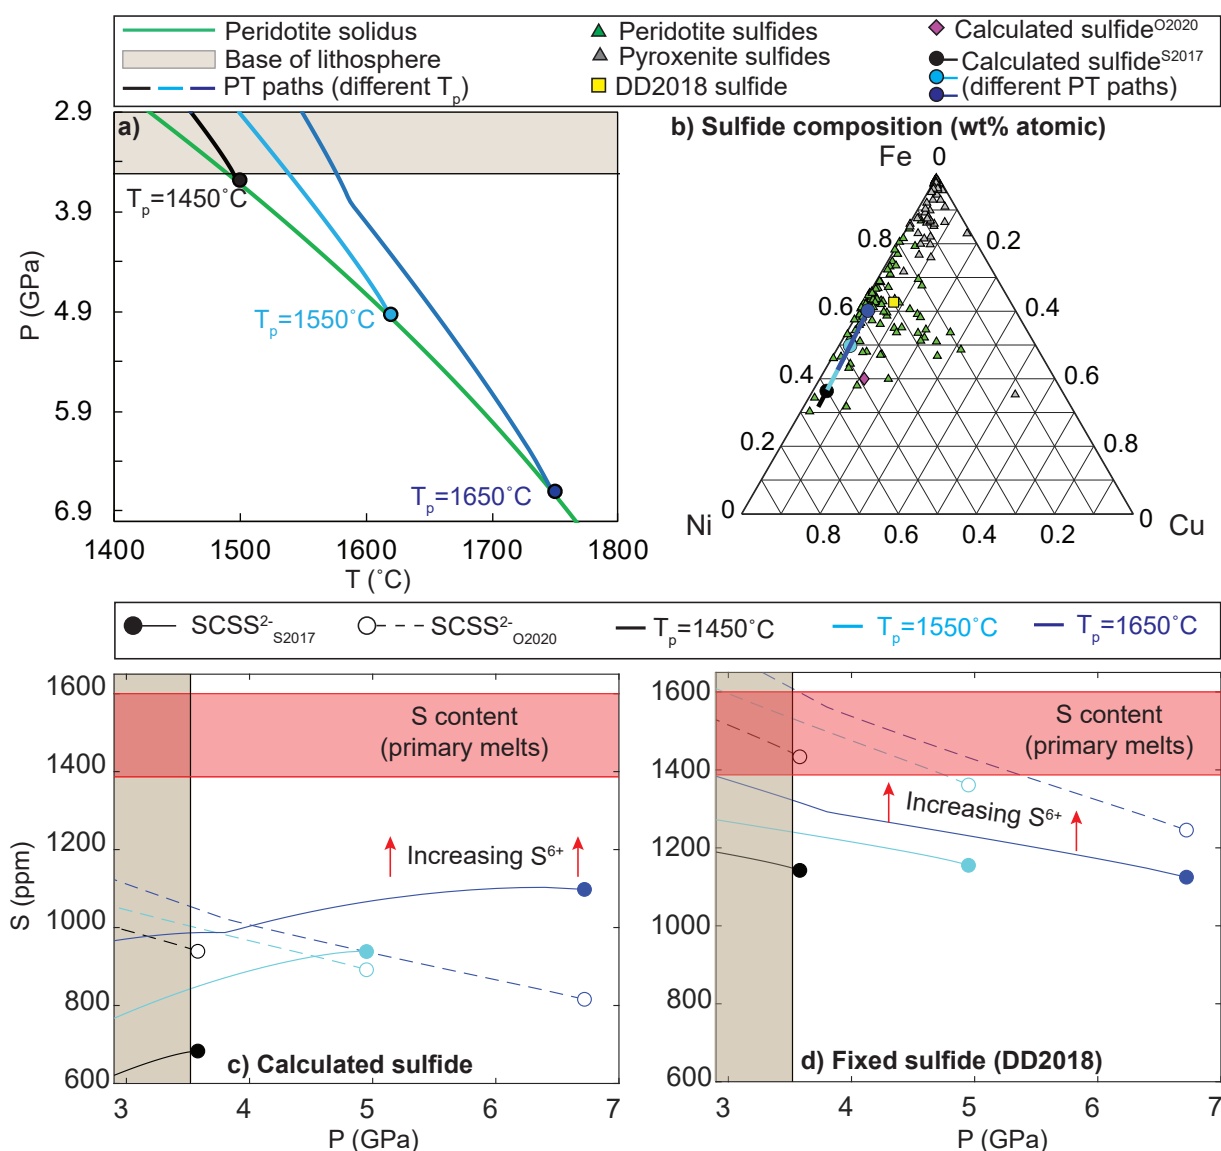 Peridotite solidus
Base of lithosphere
PT paths (different Tp)
Peridotite sulfides
Pyroxenite sulfides
DD2018 sulfide
Calculated sulfide^O2020
Calculated sulfide^S2017
(different PT paths)
a)
2.9
3.9
4.9
5.9
6.9
P (GPa)
Tp=1450˚C
Tp=1550˚C
Tp=1650˚C
1400
1500
1600
1700
1800
T (˚C)
b) Sulfide composition (wt% atomic)
Fe
0
0.8
0.2
0.6
0.4
0.4
0.6
0.2
0.8
0
0
Ni
Cu
0.8
0.6
0.4
0.2
SCSS²⁻S2017
SCSS²⁻O2020
Tp=1450˚C
Tp=1550˚C
Tp=1650˚C
1600
1400
1200
1000
800
600
S (ppm)
S content
(primary melts)
Increasing S⁶⁺
c) Calculated sulfide
3
4
5
6
7
P (GPa)
1600
1400
1200
1000
800
600
S content
(primary melts)
Increasing S⁶⁺
d) Fixed sulfide (DD2018)
3
4
5
6
7
P (GPa)